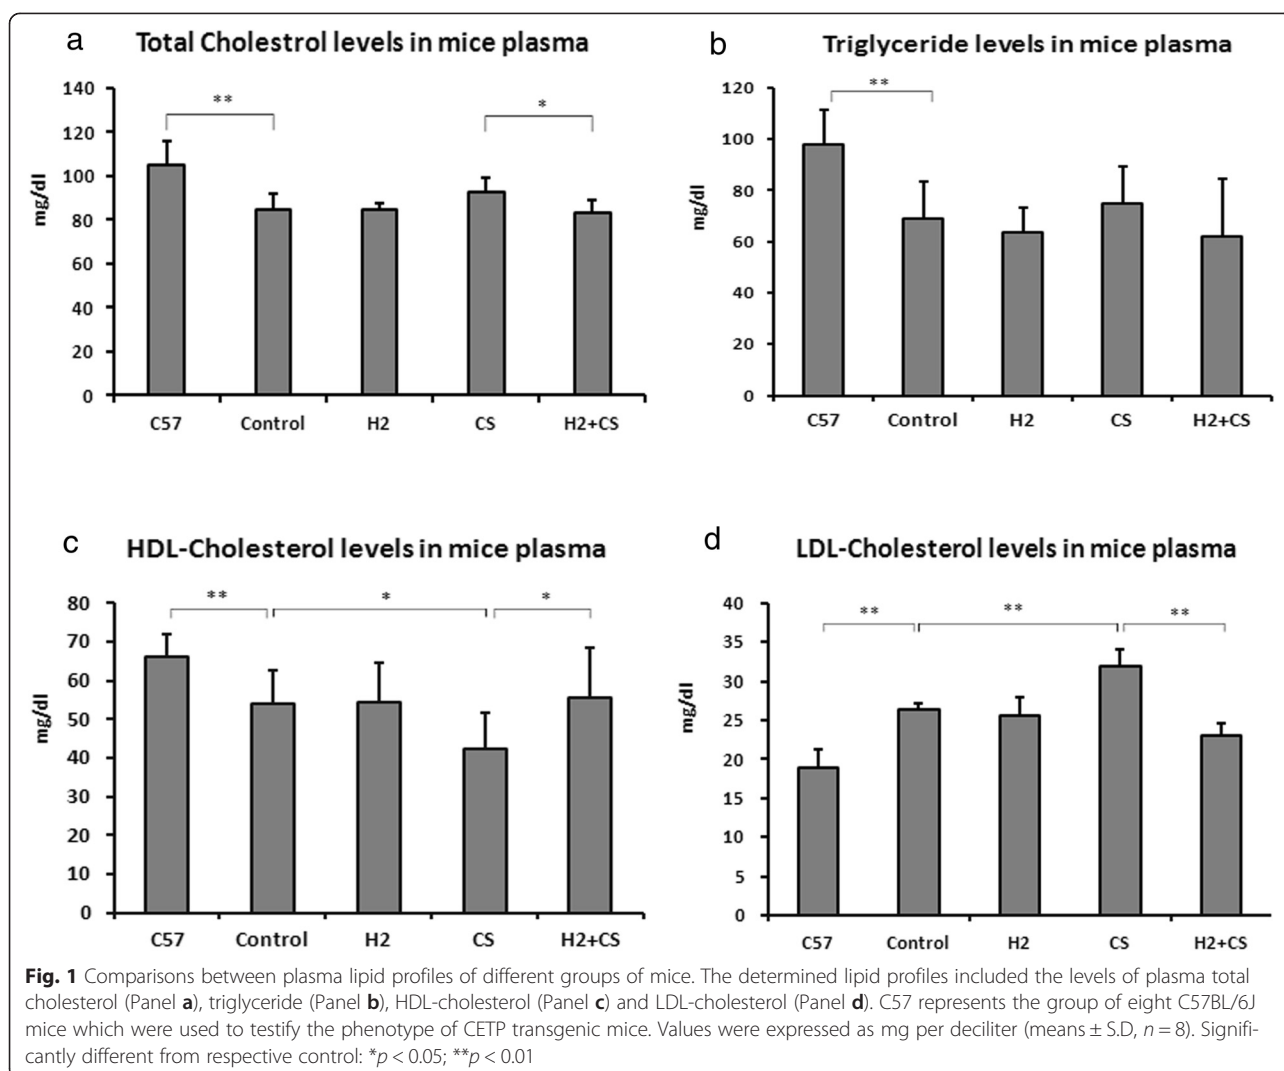 a
Total Cholestrol levels in mice plasma
140
120
100
80
60
40
20
0
mg/dl
**
*
C57 Control H2 CS H2+CS
b
Triglyceride levels in mice plasma
120
100
80
60
40
20
0
mg/dl
**
C57 Control H2 CS H2+CS
c
HDL-Cholesterol levels in mice plasma
80
70
60
50
40
30
20
10
0
mg/dl
**
*
*
C57 Control H2 CS H2+CS
d
LDL-Cholesterol levels in mice plasma
40
35
30
25
20
15
10
5
0
mg/dl
**
**
**
C57 Control H2 CS H2+CS
Fig. 1 Comparisons between plasma lipid profiles of different groups of mice. The determined lipid profiles included the levels of plasma total
cholesterol (Panel a), triglyceride (Panel b), HDL-cholesterol (Panel c) and LDL-cholesterol (Panel d). C57 represents the group of eight C57BL/6J
mice which were used to testify the phenotype of CETP transgenic mice. Values were expressed as mg per deciliter (means ± S.D, n = 8). Signifi-
cantly different from respective control: *p < 0.05; **p < 0.01